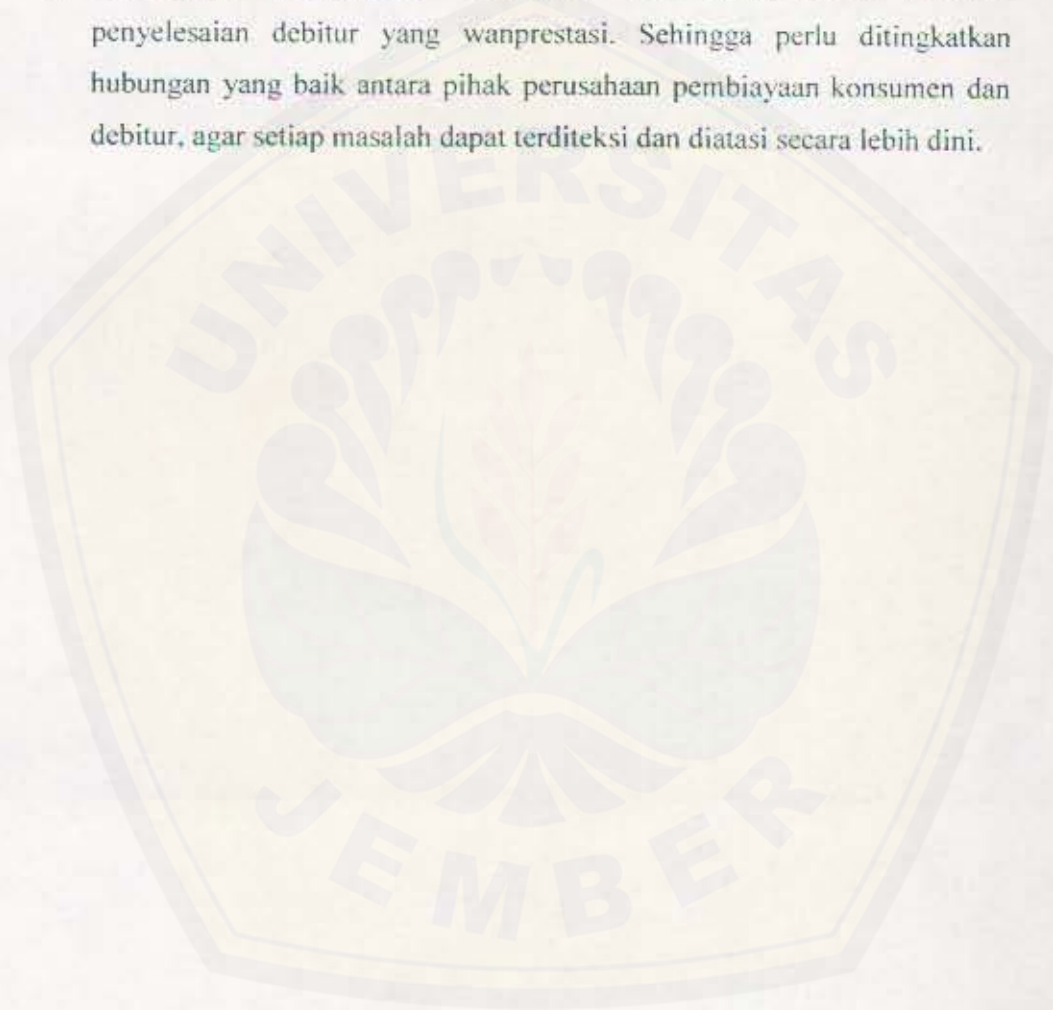 penyelesaian debitur yang wanprestasi. Sehingga perlu ditingkatkan
hubungan yang baik antara pihak perusahaan pembiayaan konsumen dan
debitur, agar setiap masalah dapat terditeksi dan diatasi secara lebih dini.
UNIVERSITAS
JEMBER